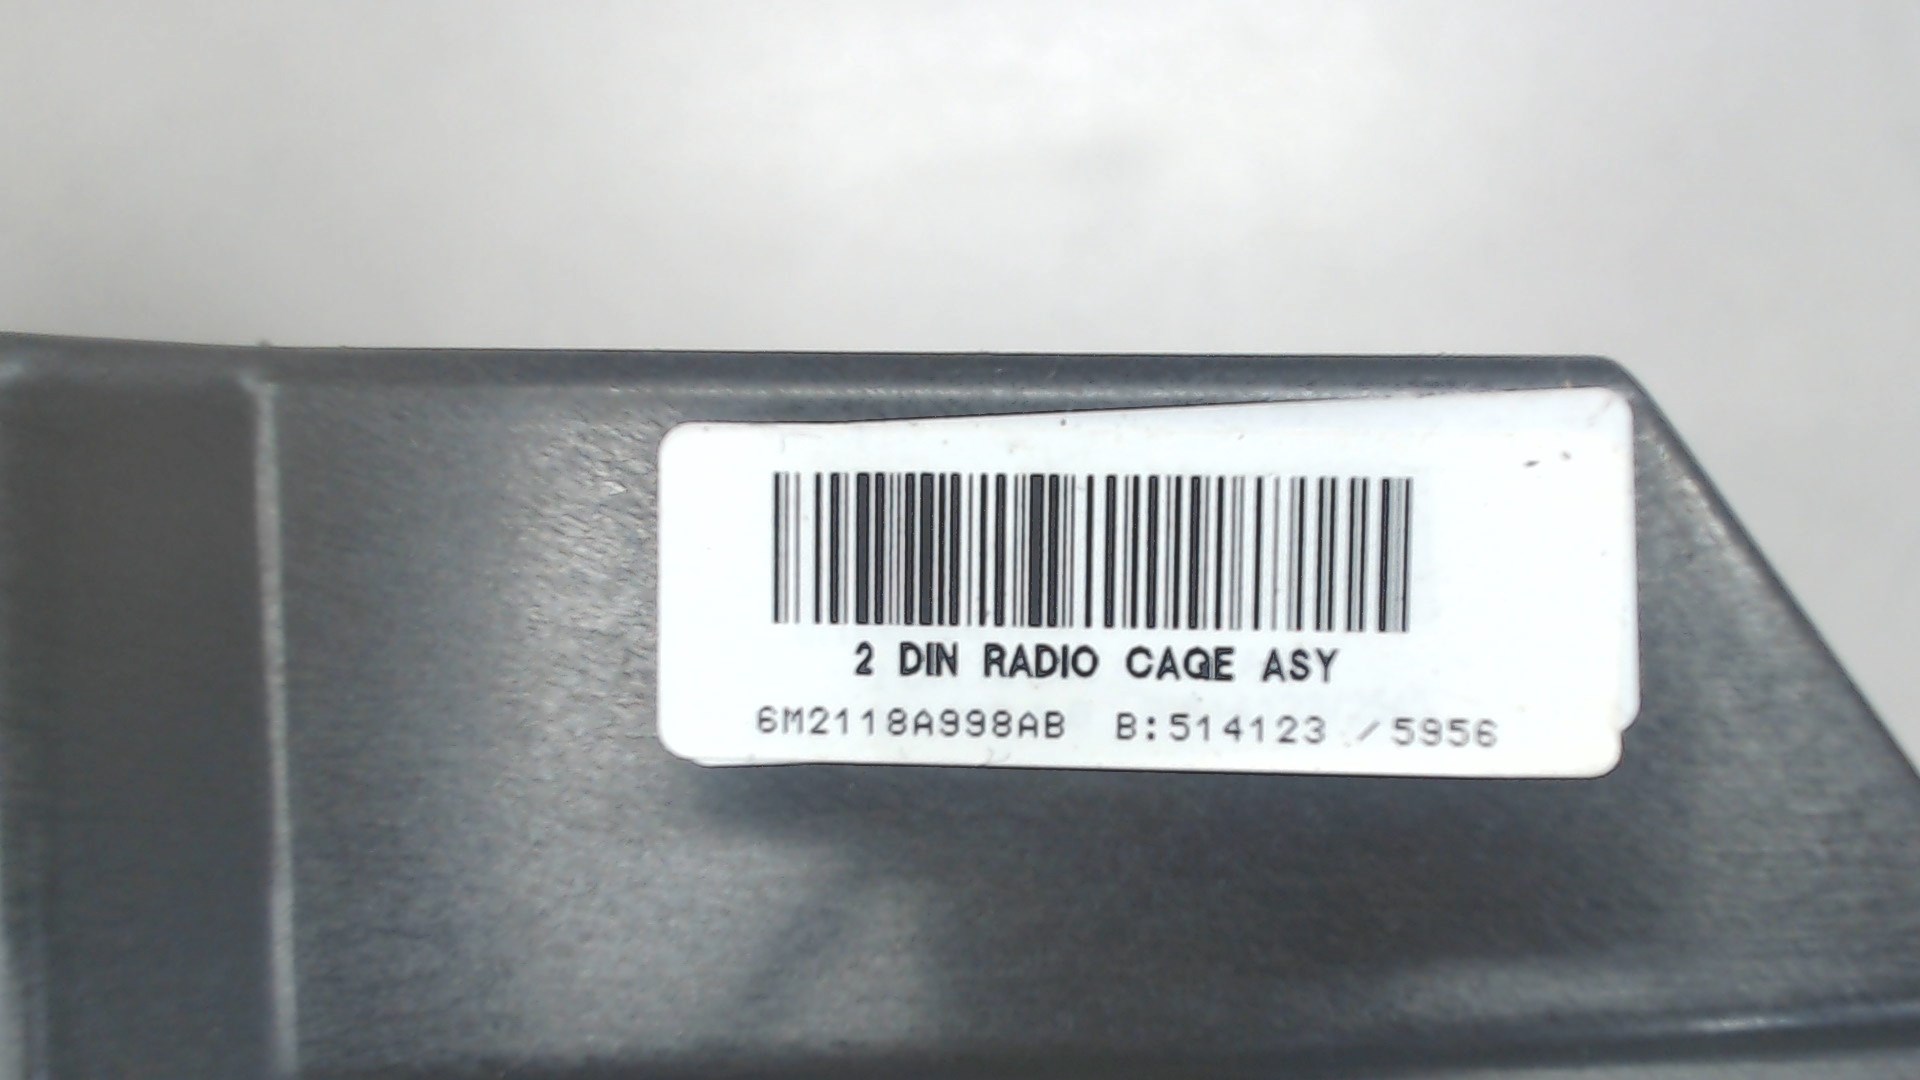 2 DIN RADIO CAGE ASY
6M2118A998AB B:514123 /5956